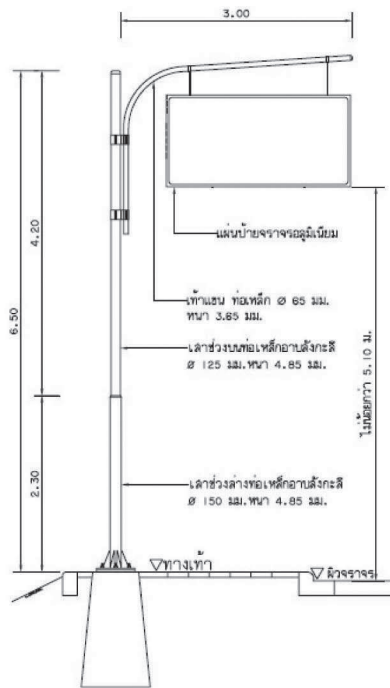 3.00
แผ่นป้ายจราจรอลูมิเนียม
4.20
6.50
เท้าแขน ท่อเหล็ก Ø 65 มม.
หนา 3.65 มม.
เสาช่วงบนท่อเหล็กอาบสังกะสี
Ø 125 มม.หนา 4.85 มม.
ไม่น้อยกว่า 5.10 ม.
2.30
เสาช่วงล่างท่อเหล็กอาบสังกะสี
Ø 150 มม.หนา 4.85 มม.
ทางเท้า
ผิวจราจร